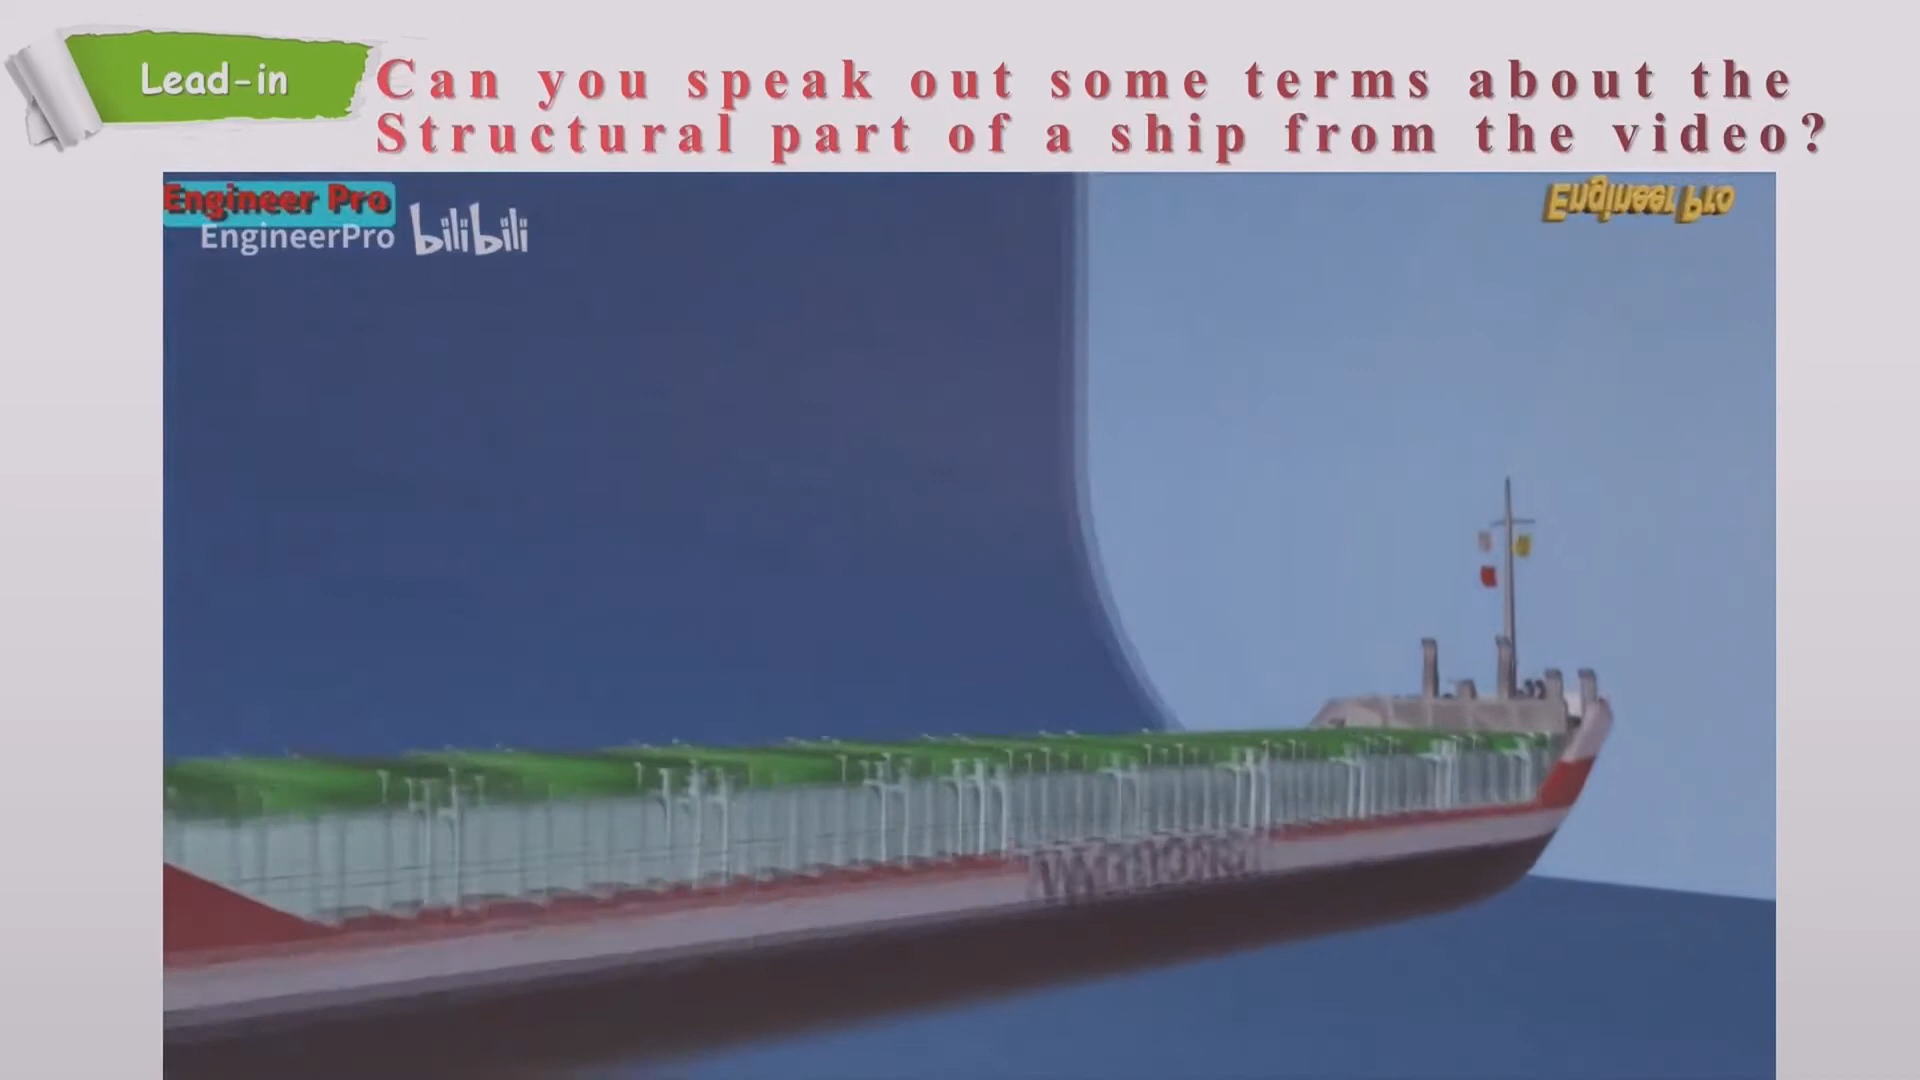 Lead-in
Can you speak out some terms about the
Structural part of a ship from the video?
Engineer Pro
EngineerPro bilibili
Engineer Pro